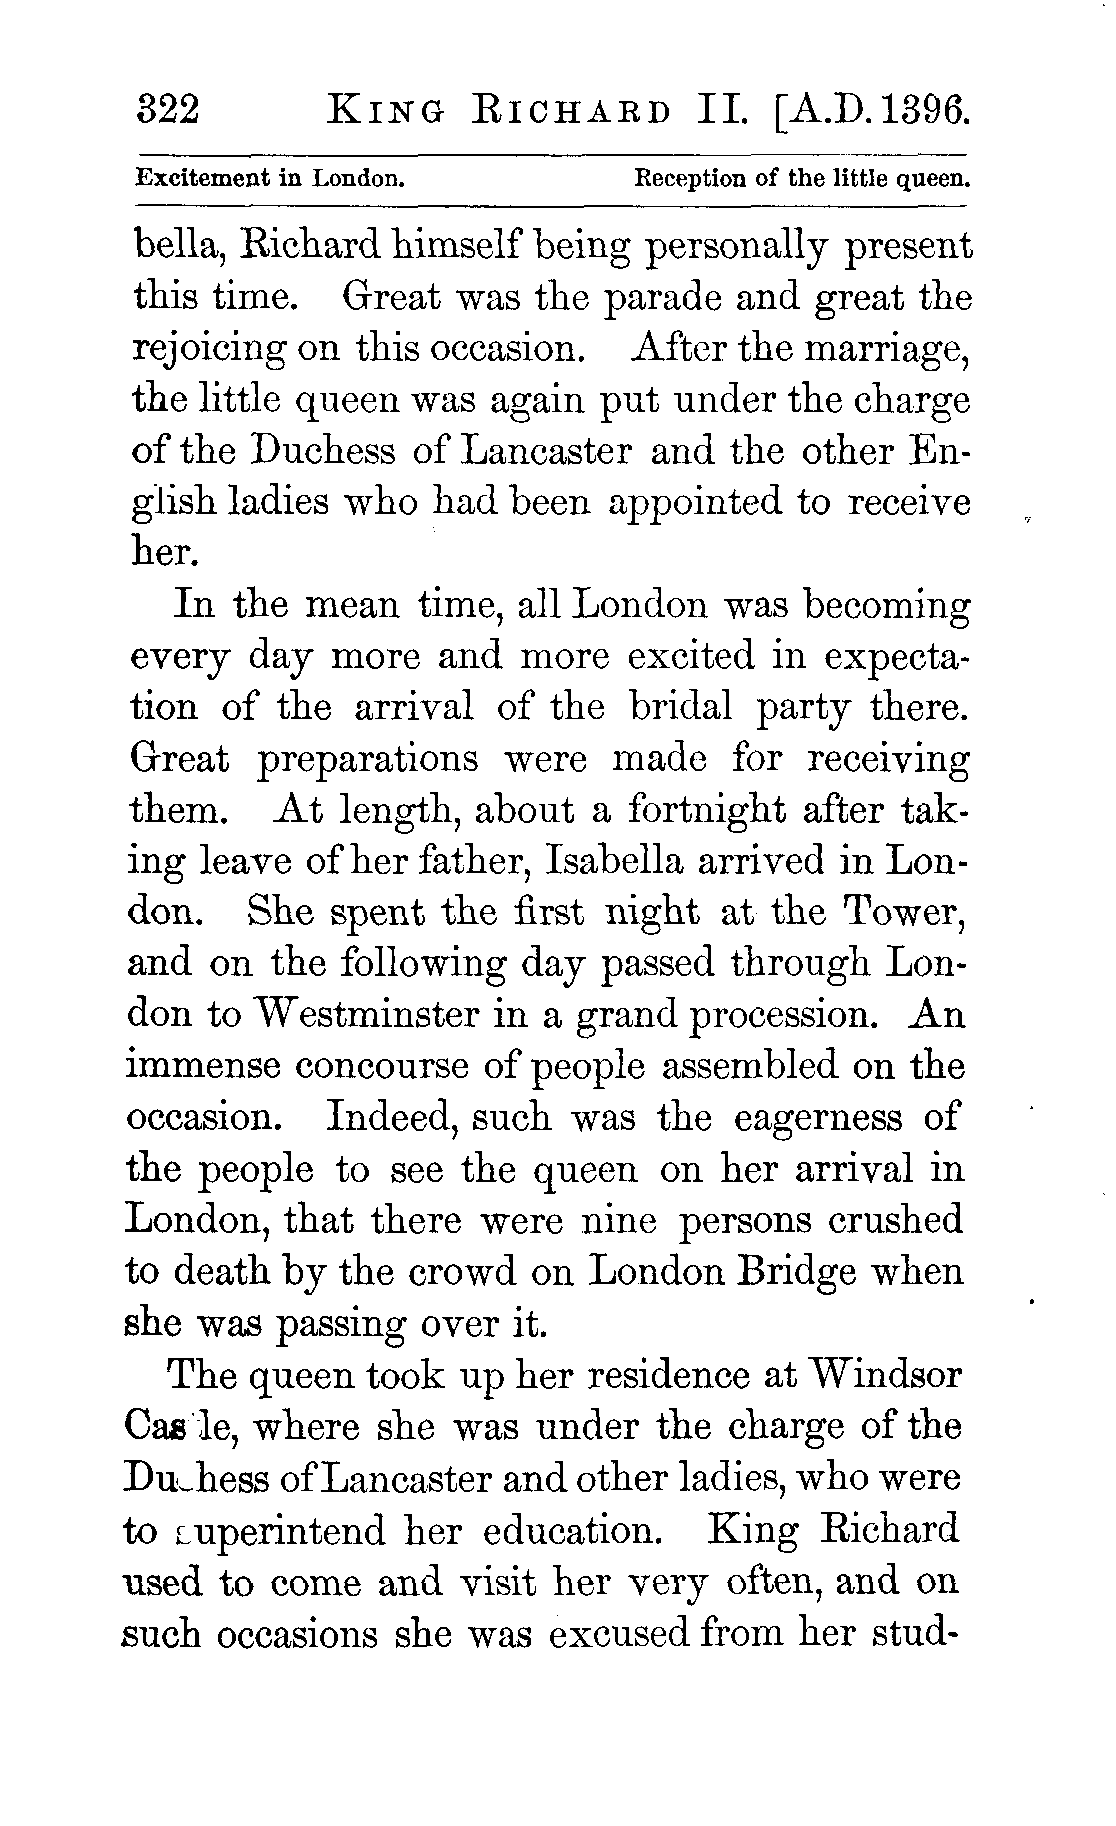 322 KING RICHARD II. [A.D. 1396.
Excitement in London. Reception of the little queen.
bella, Richard himself being personally present
this time. Great was the parade and great the
rejoicing on this occasion. After the marriage,
the little queen was again put under the charge
of the Duchess of Lancaster and the other En-
glish ladies who had been appointed to receive
her.
In the mean time, all London was becoming
every day more and more excited in expecta-
tion of the arrival of the bridal party there.
Great preparations were made for receiving
them. At length, about a fortnight after tak-
ing leave of her father, Isabella arrived in Lon-
don. She spent the first night at the Tower,
and on the following day passed through Lon-
don to Westminster in a grand procession. An
immense concourse of people assembled on the
occasion. Indeed, such was the eagerness of
the people to see the queen on her arrival in
London, that there were nine persons crushed
to death by the crowd on London Bridge when
she was passing over it.
The queen took up her residence at Windsor
Castle, where she was under the charge of the
Duchess of Lancaster and other ladies, who were
to superintend her education. King Richard
used to come and visit her very often, and on
such occasions she was excused from her stud-